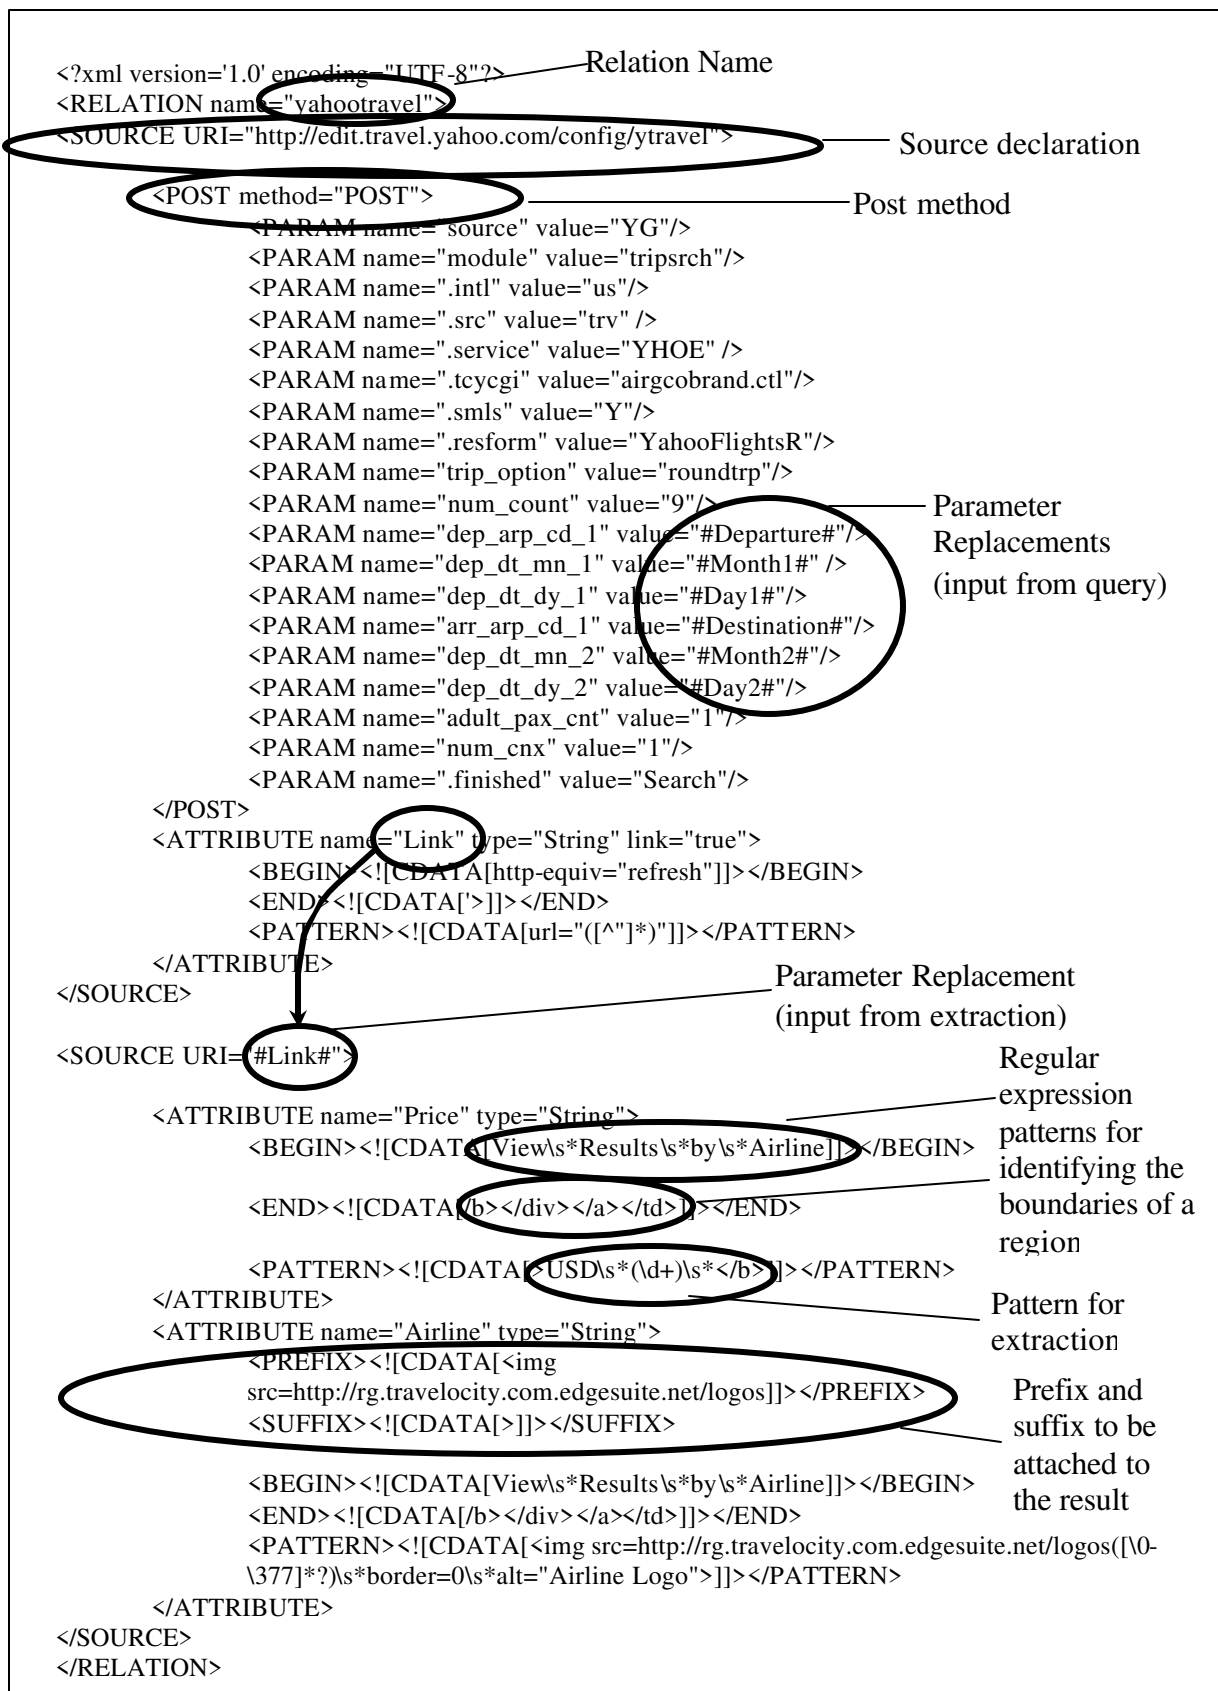 <?xml version='1.0' encoding="UTF-8"?>
Relation Name
<RELATION name="yahootravel">
<SOURCE URI="http://edit.travel.yahoo.com/config/ytravel">
Source declaration
<POST method="POST">
Post method
<PARAM name="source" value="YG"/>
<PARAM name="module" value="tripsrch"/>
<PARAM name=".intl" value="us"/>
<PARAM name=".src" value="trv" />
<PARAM name=".service" value="YHOE" />
<PARAM name=".tcycgi" value="airgcobrand.ctl"/>
<PARAM name=".smls" value="Y"/>
<PARAM name=".resform" value="YahooFlightsR"/>
<PARAM name="trip_option" value="roundtrp"/>
<PARAM name="num_count" value="9"/>
<PARAM name="dep_arp_cd_1" value="#Departure#"/>
<PARAM name="dep_dt_mn_1" value="#Month1#" />
<PARAM name="dep_dt_dy_1" value="#Day1#"/>
<PARAM name="arr_arp_cd_1" value="#Destination#"/>
<PARAM name="dep_dt_mn_2" value="#Month2#"/>
<PARAM name="dep_dt_dy_2" value="#Day2#"/>
<PARAM name="adult_pax_cnt" value="1"/>
<PARAM name="num_cnx" value="1"/>
<PARAM name=".finished" value="Search"/>
Parameter
Replacements
(input from query)
</POST>
<ATTRIBUTE name="Link" type="String" link="true">
<BEGIN><![CDATA[http-equiv="refresh"]]></BEGIN>
<END><![CDATA['>]]></END>
<PATTERN><![CDATA[url="([^"]*)"]]></PATTERN>
</ATTRIBUTE>
</SOURCE>
Parameter Replacement
(input from extraction)
<SOURCE URI="#Link#">
<ATTRIBUTE name="Price" type="String">
<BEGIN><![CDATA[View\s*Results\s*by\s*Airline]]></BEGIN>
<END><![CDATA[/b></div></a></td>]]></END>
Regular
expression
patterns for
identifying the
boundaries of a
region
<PATTERN><![CDATA[>USD\s*(\d+)\s*</b>]]></PATTERN>
</ATTRIBUTE>
Pattern for
extraction
<ATTRIBUTE name="Airline" type="String">
<PREFIX><![CDATA[<img
src=http://rg.travelocity.com.edgesuite.net/logos]]></PREFIX>
<SUFFIX><![CDATA[>]]></SUFFIX>
Prefix and
suffix to be
attached to
the result
<BEGIN><![CDATA[View\s*Results\s*by\s*Airline]]></BEGIN>
<END><![CDATA[/b></div></a></td>]]></END>
<PATTERN><![CDATA[<img src=http://rg.travelocity.com.edgesuite.net/logos([\0-
\377]*?)\s*border=0\s*alt="Airline Logo">]]></PATTERN>
</ATTRIBUTE>
</SOURCE>
</RELATION>